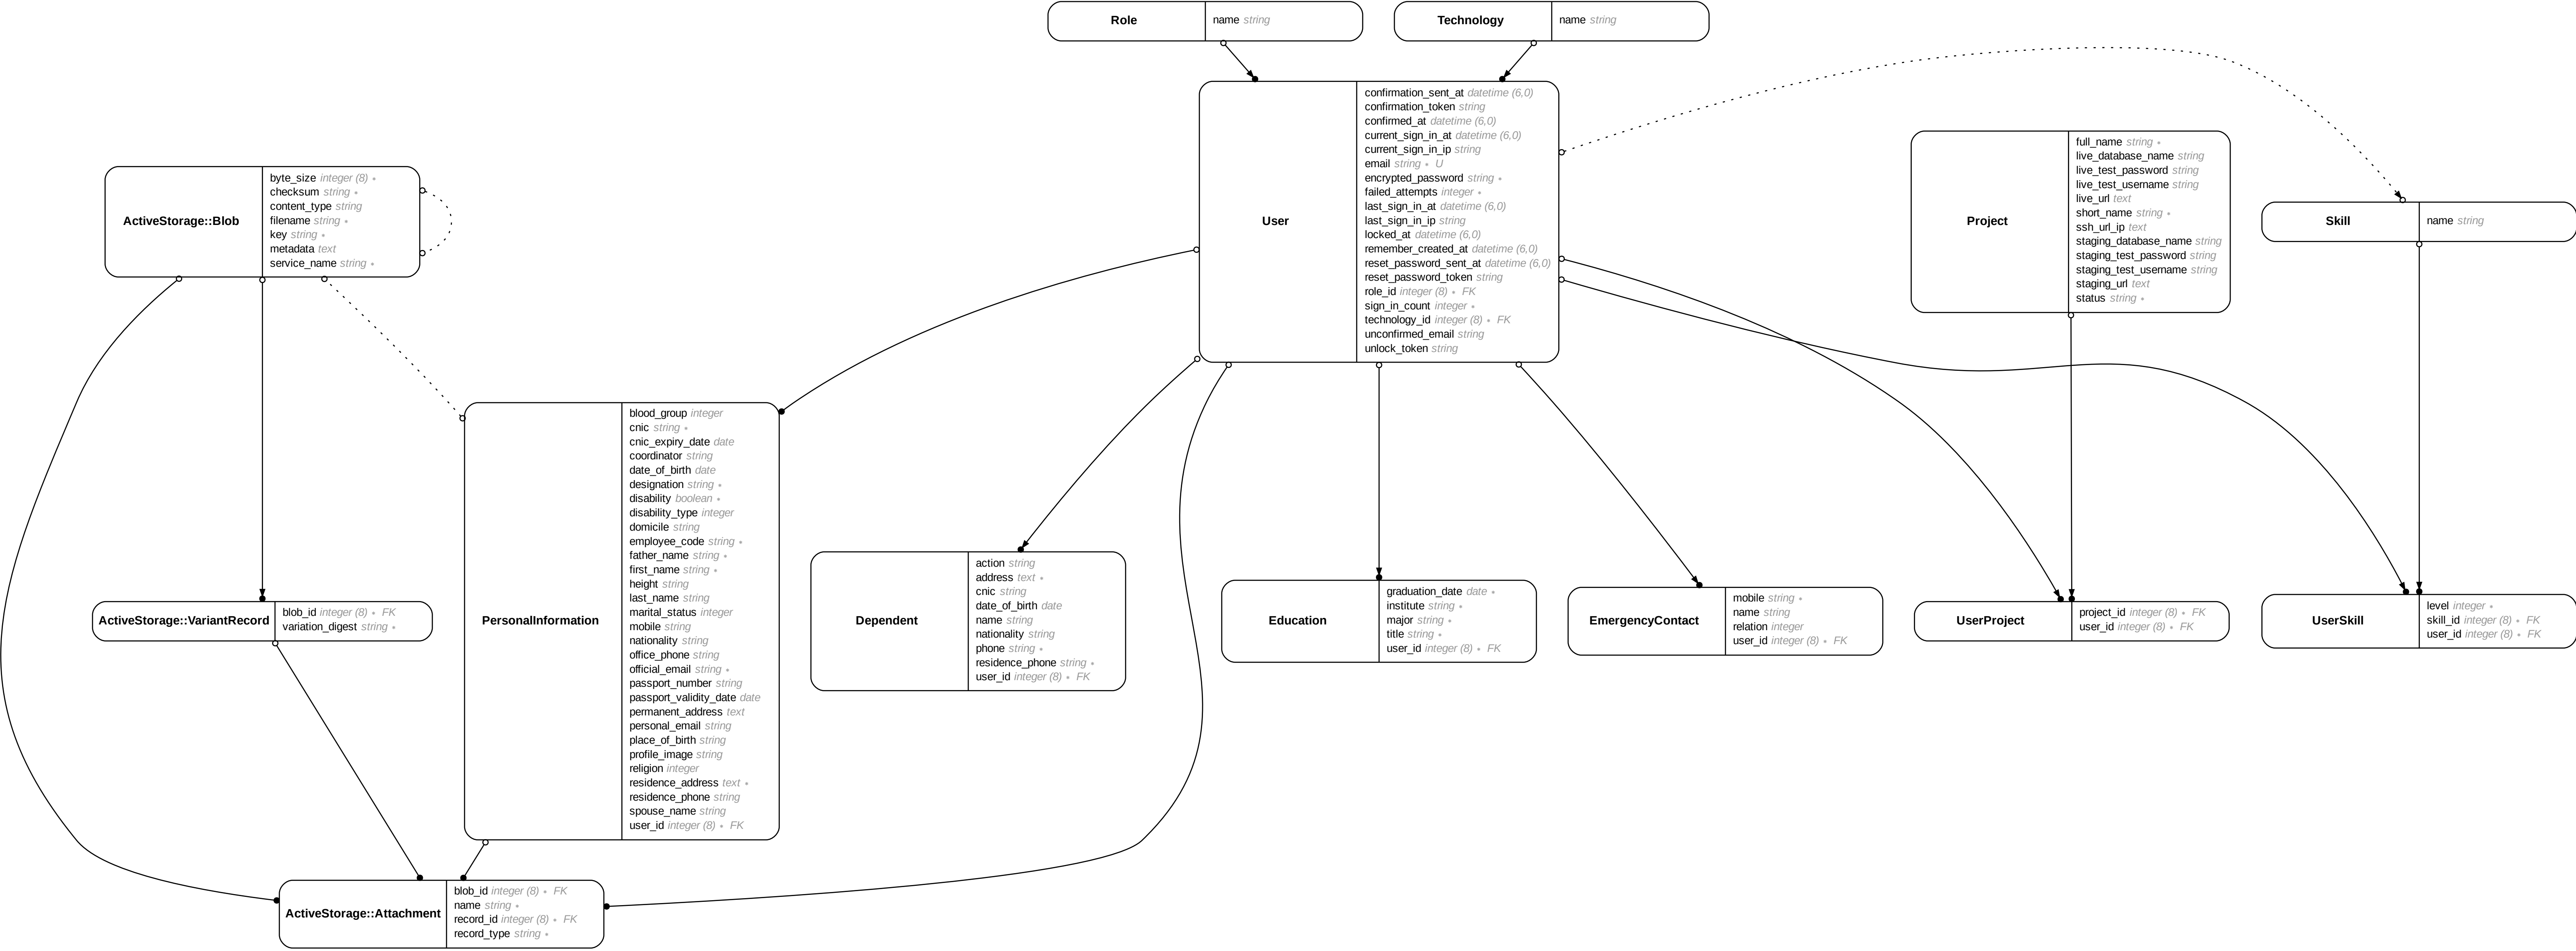 Role
name string
Technology
name string
User
confirmation_sent_at datetime (6,0)
confirmation_token string
confirmed_at datetime (6,0)
current_sign_in_at datetime (6,0)
current_sign_in_ip string
email string ∗ U
encrypted_password string ∗
failed_attempts integer ∗
last_sign_in_at datetime (6,0)
last_sign_in_ip string
locked_at datetime (6,0)
remember_created_at datetime (6,0)
reset_password_sent_at datetime (6,0)
reset_password_token string
role_id integer (8) ∗ FK
sign_in_count integer ∗
technology_id integer (8) ∗ FK
unconfirmed_email string
unlock_token string
Project
full_name string ∗
live_database_name string
live_test_password string
live_test_username string
live_url text
short_name string ∗
ssh_url_ip text
staging_database_name string
staging_test_password string
staging_test_username string
staging_url text
status string ∗
ActiveStorage::Blob
byte_size integer (8) ∗
checksum string ∗
content_type string
filename string ∗
key string ∗
metadata text
service_name string ∗
Skill
name string
PersonalInformation
blood_group integer
cnic string ∗
cnic_expiry_date date
coordinator string
date_of_birth date
designation string ∗
disability boolean ∗
disability_type integer
domicile string
employee_code string ∗
father_name string ∗
first_name string ∗
height string
last_name string
marital_status integer
mobile string
nationality string
office_phone string
official_email string ∗
passport_number string
passport_validity_date date
permanent_address text
personal_email string
place_of_birth string
profile_image string
religion integer
residence_address text ∗
residence_phone string
spouse_name string
user_id integer (8) ∗ FK
ActiveStorage::VariantRecord
blob_id integer (8) ∗ FK
variation_digest string ∗
Dependent
action string
address text ∗
cnic string
date_of_birth date
name string
nationality string
phone string ∗
residence_phone string ∗
user_id integer (8) ∗ FK
Education
graduation_date date ∗
institute string ∗
major string ∗
title string ∗
user_id integer (8) ∗ FK
EmergencyContact
mobile string ∗
name string
relation integer
user_id integer (8) ∗ FK
UserProject
project_id integer (8) ∗ FK
user_id integer (8) ∗ FK
UserSkill
level integer ∗
skill_id integer (8) ∗ FK
user_id integer (8) ∗ FK
ActiveStorage::Attachment
blob_id integer (8) ∗ FK
name string ∗
record_id integer (8) ∗ FK
record_type string ∗